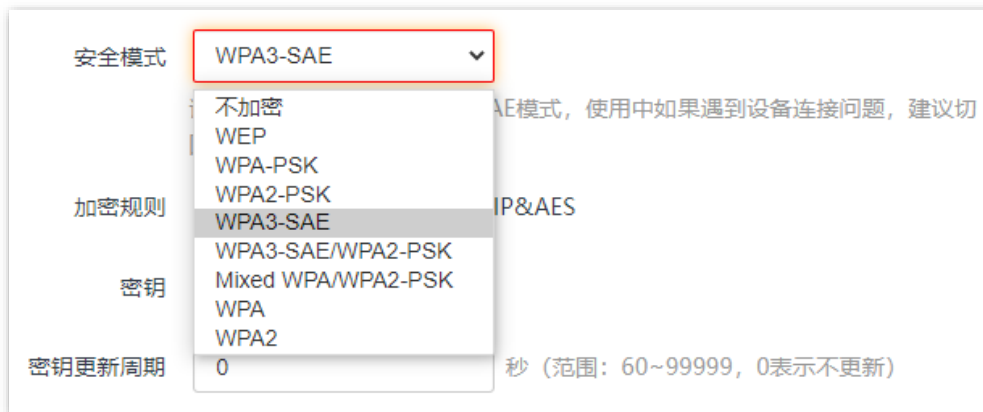 安全模式
WPA3-SAE
不加密
AE模式，使用中如果遇到设备连接问题，建议切
WEP
WPA-PSK
WPA2-PSK
加密规则
IP&AES
WPA3-SAE
WPA3-SAE/WPA2-PSK
Mixed WPA/WPA2-PSK
密钥
WPA
WPA2
密钥更新周期
0
秒（范围：60~99999，0表示不更新）